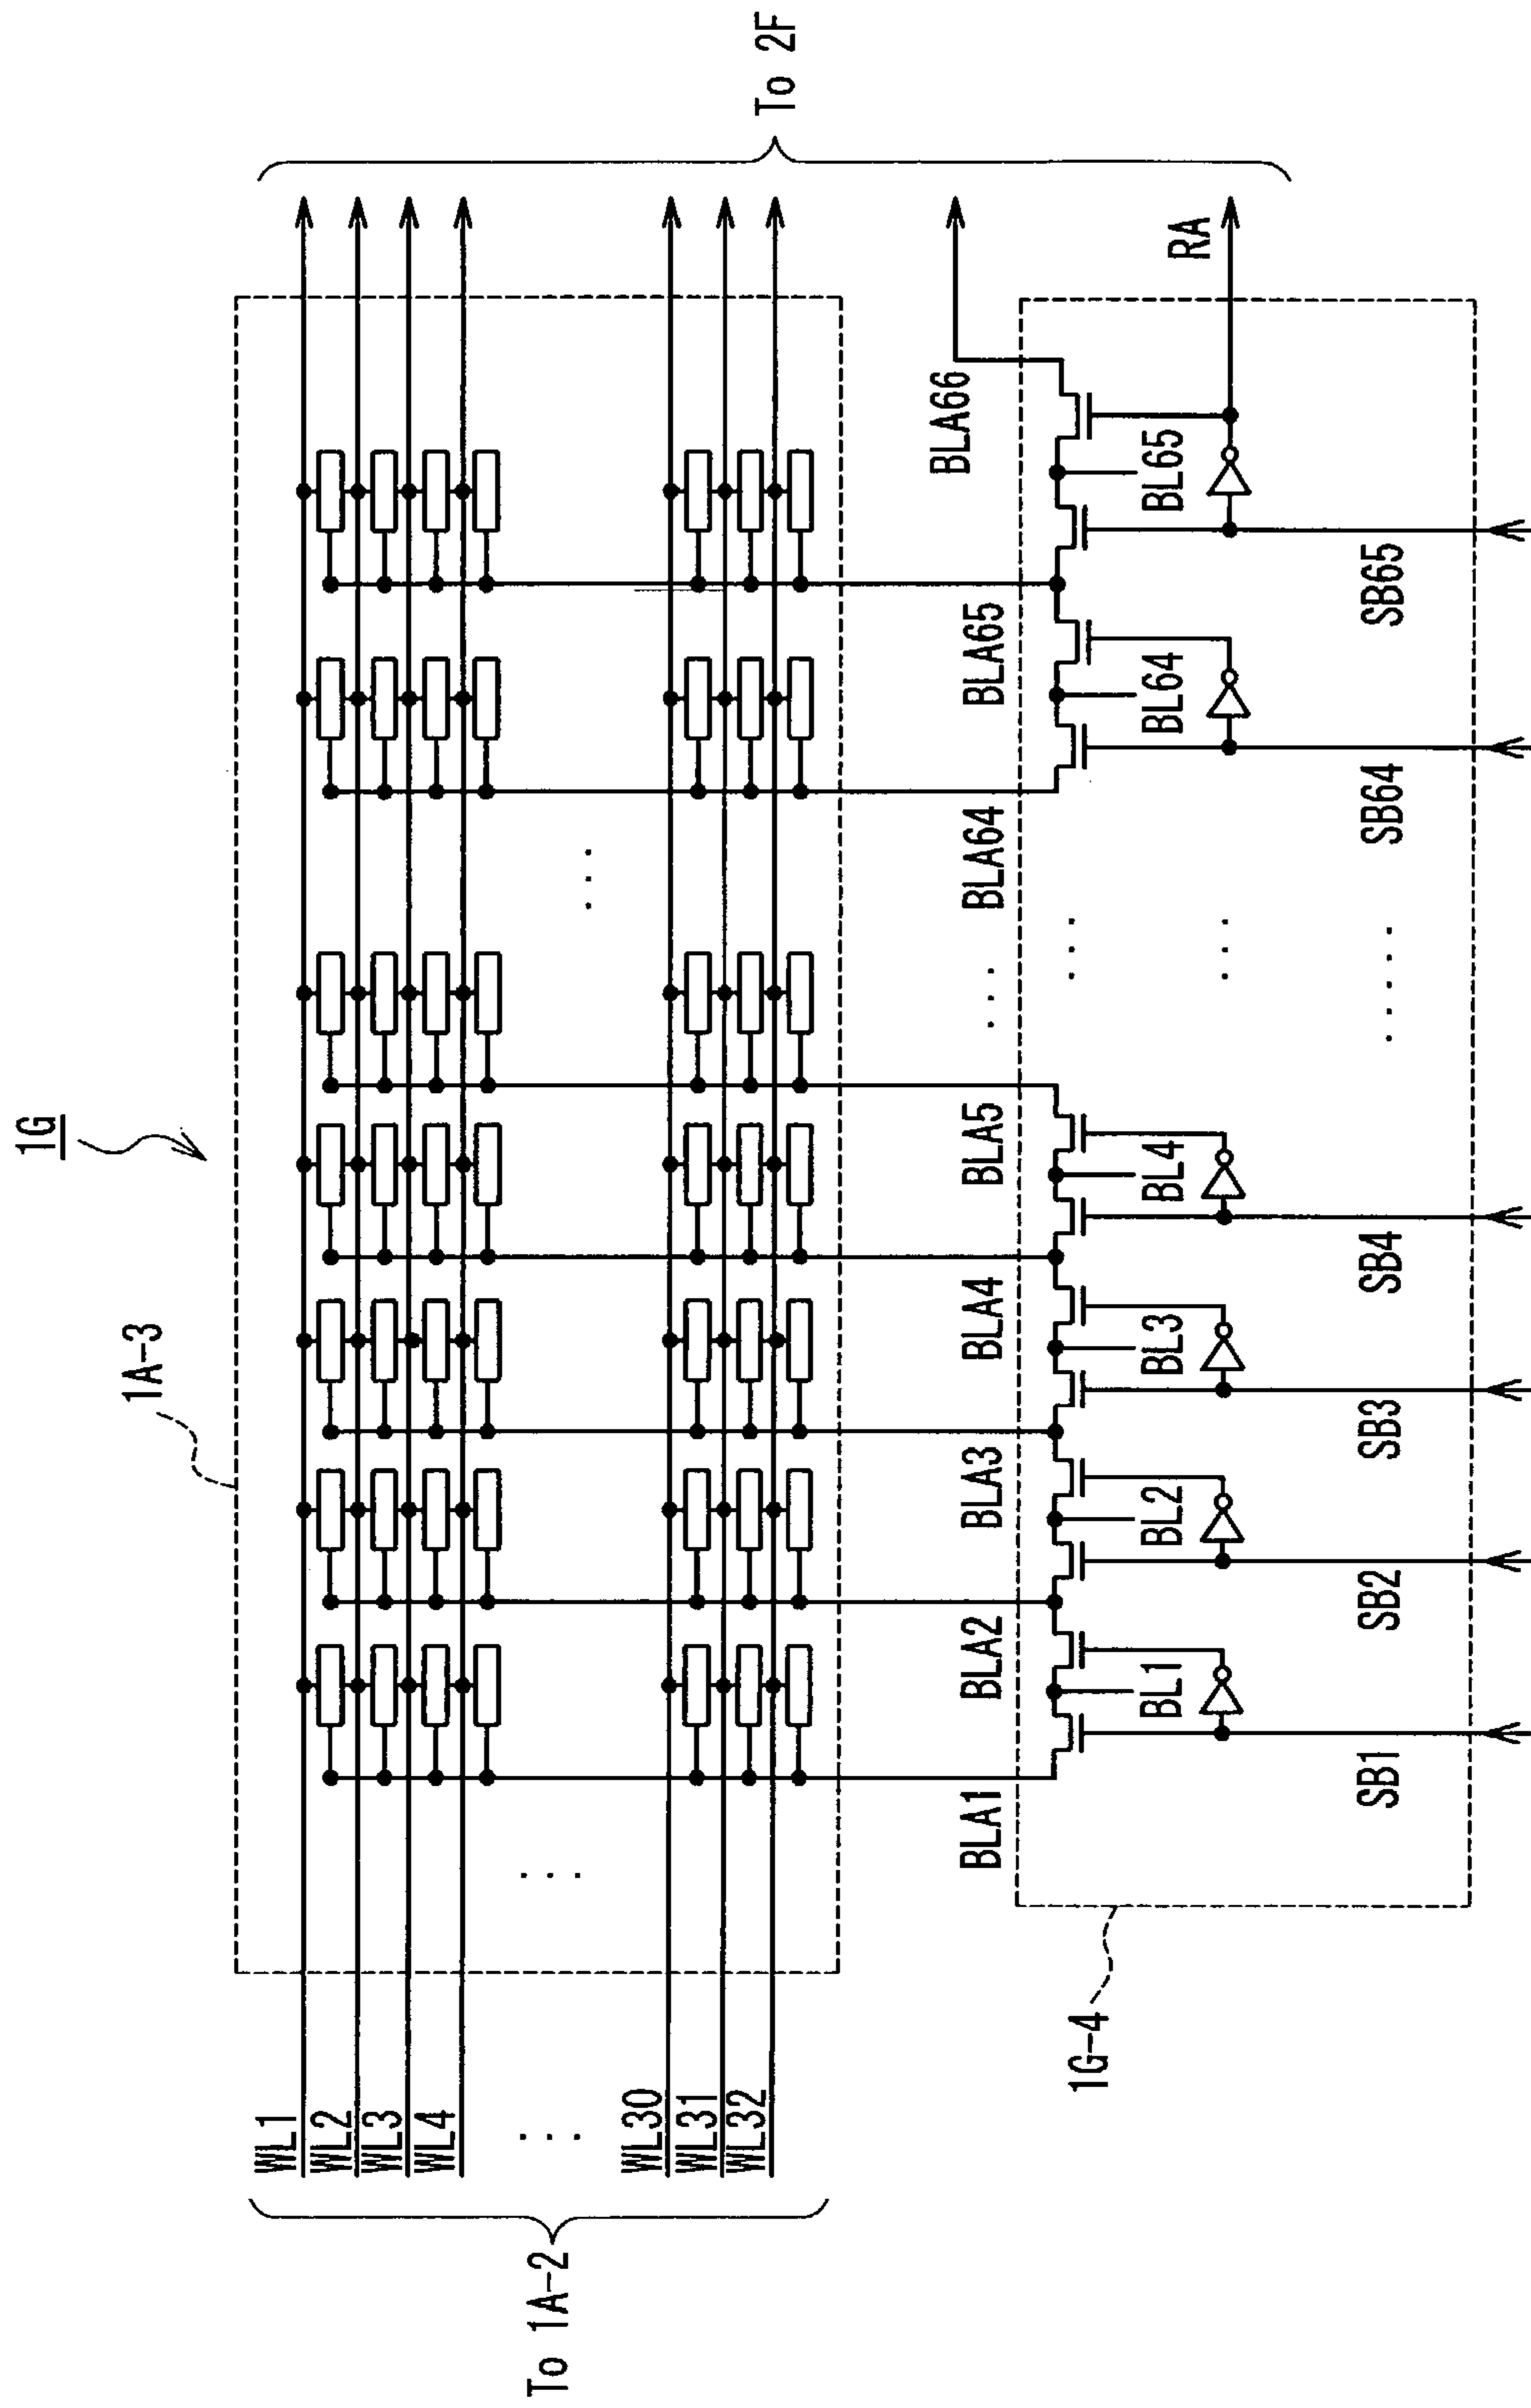 1G
1A-3
To 1A-2
WL1
WL2
WL3
WL4
...
WL30
WL31
WL32
...
...
To 2F
BLA1
BLA2
BLA3
BLA4
BLA5
...
BLA64
BLA65
BLA66
RA
BL1
BL2
BL3
BL4
...
BL64
BL65
...
SB1
SB2
SB3
SB4
.....
SB64
SB65
1G-4